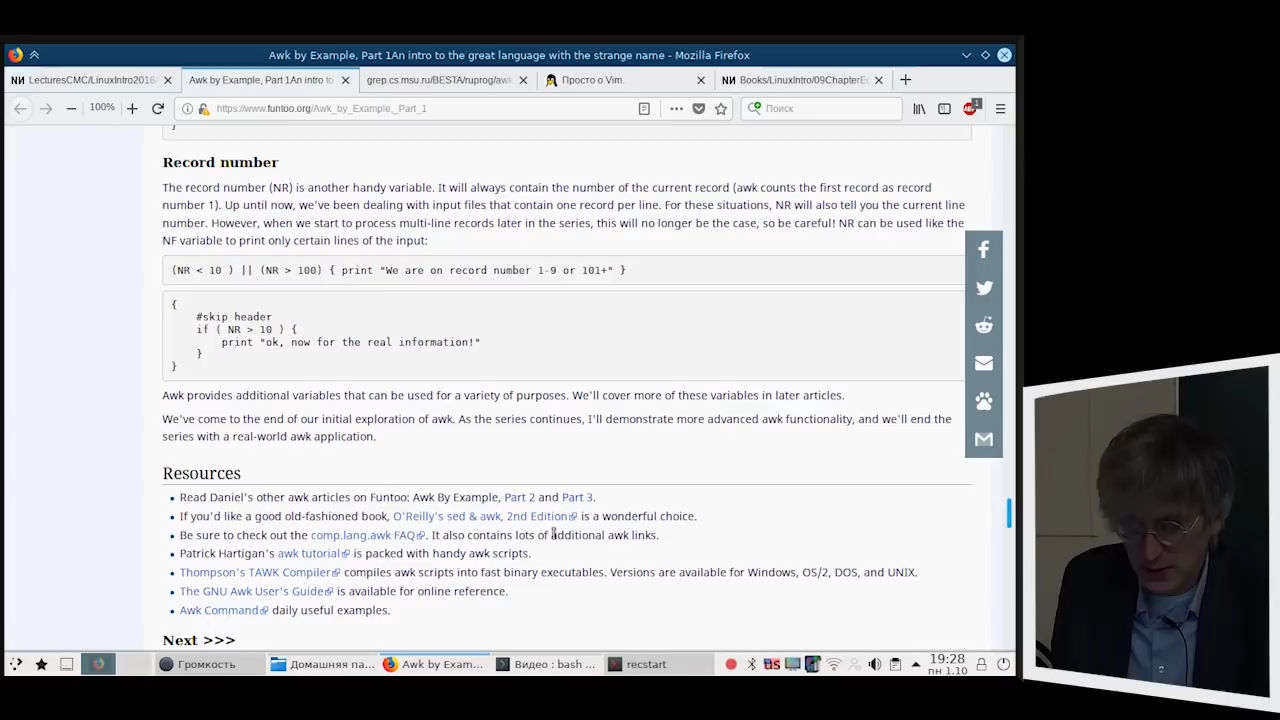 Awk by Example, Part 1An intro to the great language with the strange name - Mozilla Firefox
LecturesCMC/LinuxIntro2018
Awk by Example, Part 1An intro to
grep.cs.msu.ru/BESTA/ruprog/awk
Просто о Vim.
Books/LinuxIntro/09ChapterE
100%
https://www.funtoo.org/Awk_by_Example,_Part_1
Поиск
}
Record number
The record number (NR) is another handy variable. It will always contain the number of the current record (awk counts the first record as record
number 1). Up until now, we've been dealing with input files that contain one record per line. For these situations, NR will also tell you the current line
number. However, when we start to process multi-line records later in the series, this will no longer be the case, so be careful! NR can be used like the
NF variable to print only certain lines of the input:
(NR < 10 ) || (NR > 100) { print "We are on record number 1-9 or 101+" }
{
#skip header
if ( NR > 10 ) {
print "ok, now for the real information!"
}
}
Awk provides additional variables that can be used for a variety of purposes. We'll cover more of these variables in later articles.
We've come to the end of our initial exploration of awk. As the series continues, I'll demonstrate more advanced awk functionality, and we'll end the
series with a real-world awk application.
Resources
Read Daniel's other awk articles on Funtoo: Awk By Example, Part 2 and Part 3.
If you'd like a good old-fashioned book, O'Reilly's sed & awk, 2nd Edition is a wonderful choice.
Be sure to check out the comp.lang.awk FAQ. It also contains lots of additional awk links.
Patrick Hartigan's awk tutorial is packed with handy awk scripts.
Thompson's TAWK Compiler compiles awk scripts into fast binary executables. Versions are available for Windows, OS/2, DOS, and UNIX.
The GNU Awk User's Guide is available for online reference.
Awk Command daily useful examples.
Next >>>
Громкость
Домашняя па...
Awk by Exam...
Видео : bash ...
recstart
US
19:28
пн 1.10